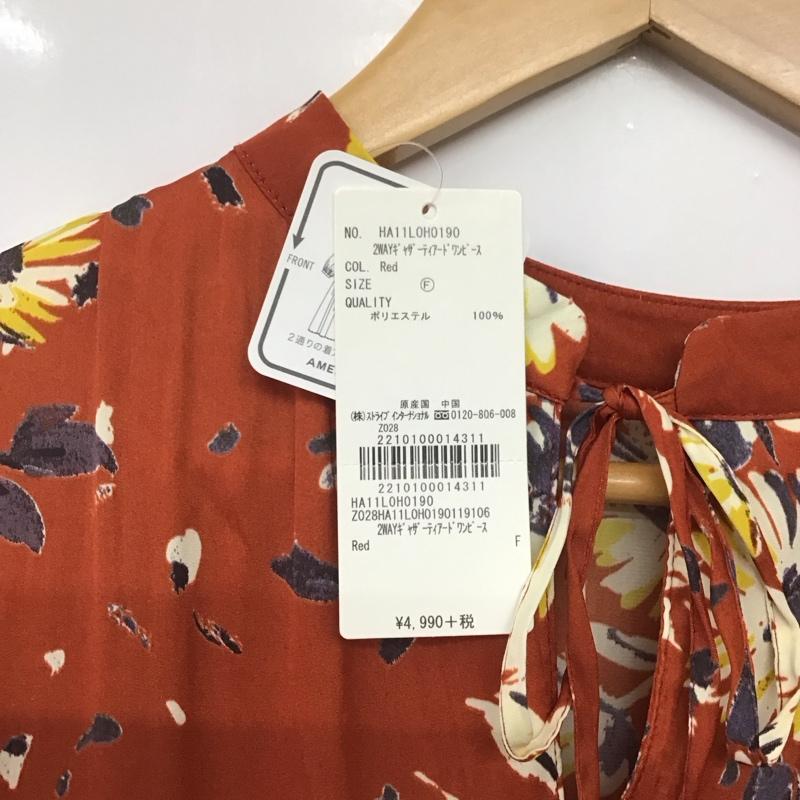 NO. HA11L0H0190
2WAYｷﾞｬｻﾞｰﾃｨｱｰﾄﾞﾜﾝﾋﾟｰｽ
COL. Red
SIZE Ⓕ
QUALITY
ポリエステル 100%
原産国 中国
(株)ｽﾄﾗｲﾌﾟ ｲﾝﾀｰﾅｼｮﾅﾙ 0120-806-008
Z028
2210100014311
2210100014311
HA11L0H0190
Z028HA11L0H0190119106
2WAYｷﾞｬｻﾞｰﾃｨｱｰﾄﾞﾜﾝﾋﾟｰｽ
Red F
¥4,990+税
FRONT
2通りの着
AME